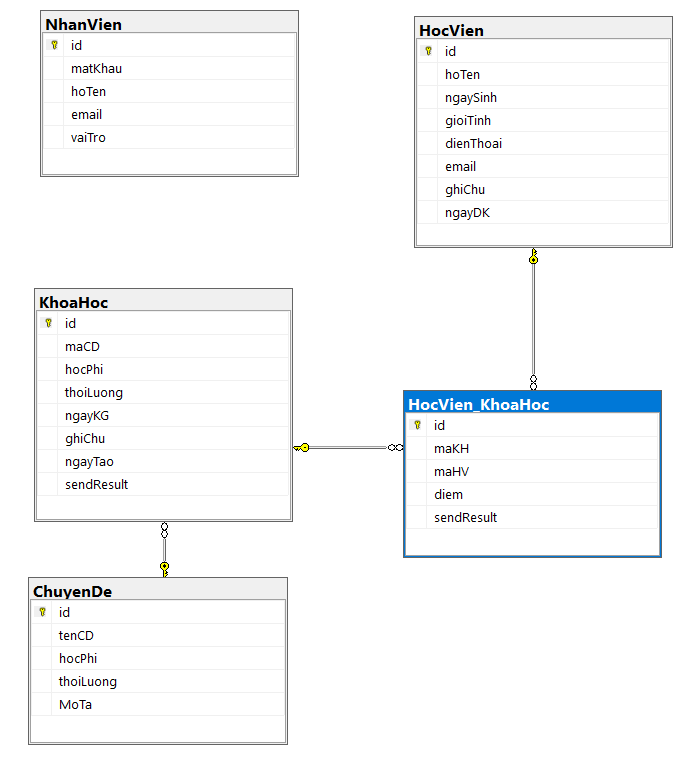 NhanVien
id
matKhau
hoTen
email
vaiTro
HocVien
id
hoTen
ngaySinh
gioiTinh
dienThoai
email
ghiChu
ngayDK
KhoaHoc
id
maCD
hocPhi
thoiLuong
ngayKG
ghiChu
ngayTao
sendResult
HocVien_KhoaHoc
id
maKH
maHV
diem
sendResult
ChuyenDe
id
tenCD
hocPhi
thoiLuong
MoTa